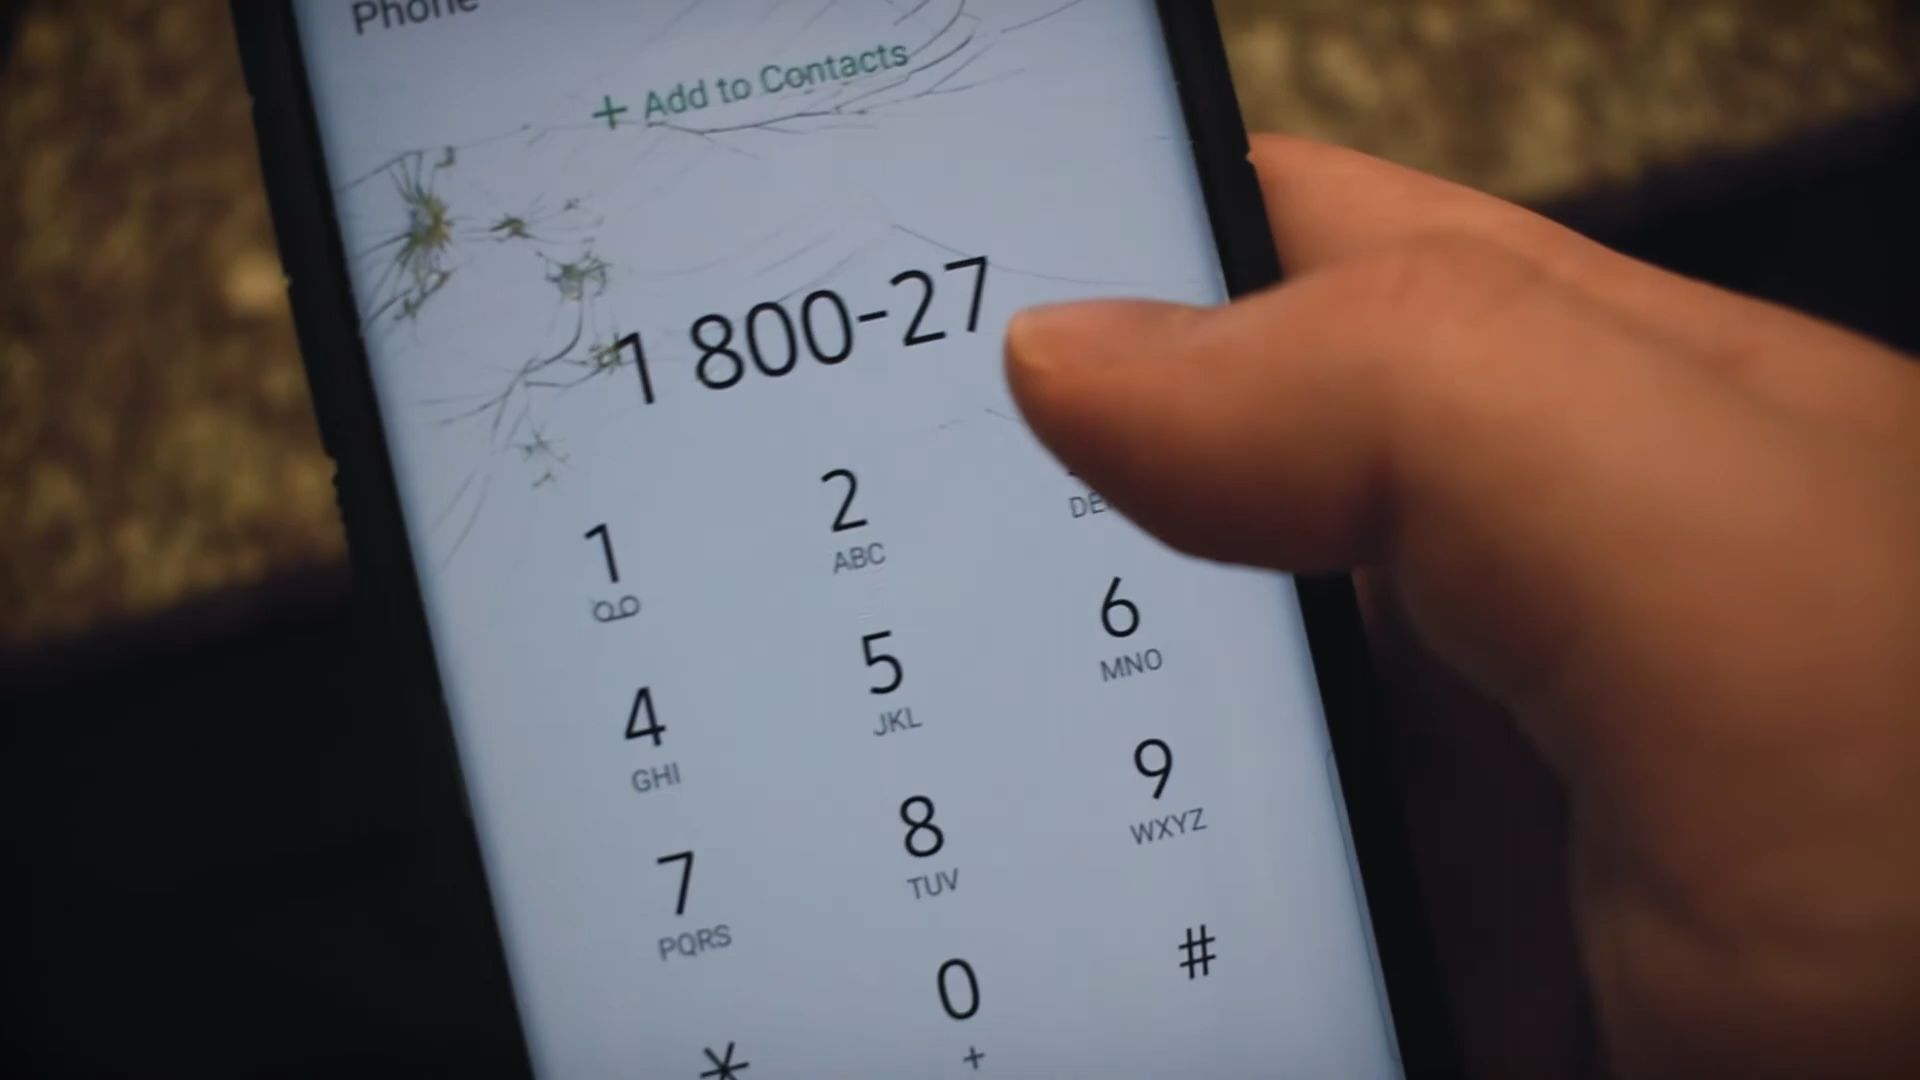 Phone
+ Add to Contacts
1 800-27
1 2 
ABC DE
4 5 6
GHI JKL MNO
7 8 9
PQRS TUV WXYZ
* 0 #
+